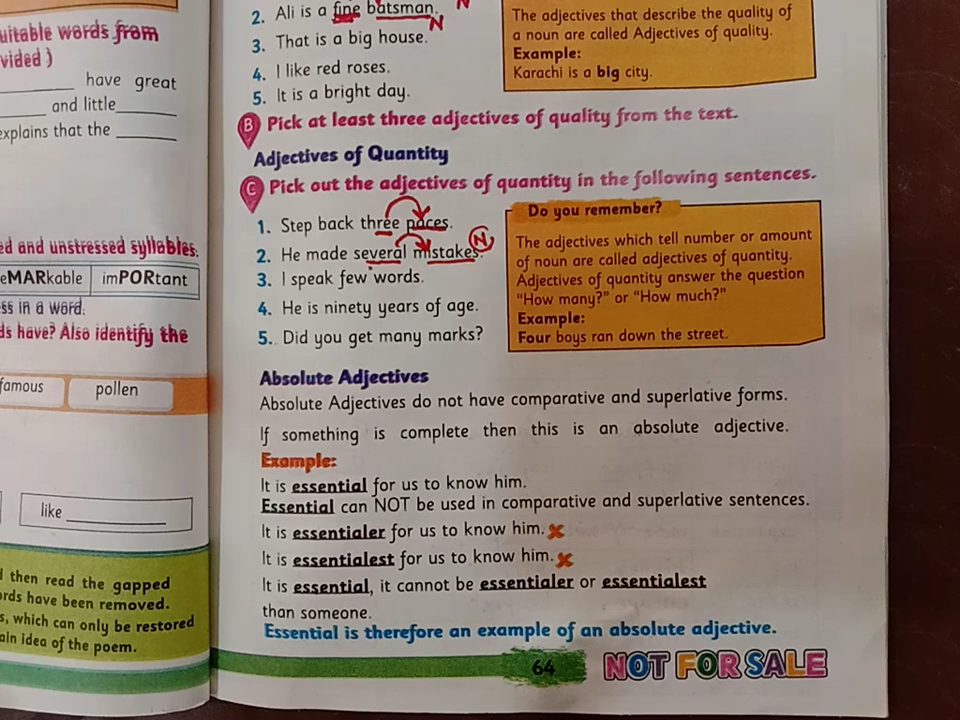 uitable words from
vided )
have great
and little
explains that the
ed and unstressed syllables.
eMARkable imPORtant
ss in a word.
ds have? Also identify the
famous pollen
like
d then read the gapped
ords have been removed.
s, which can only be restored
ain idea of the poem.
2. Ali is a fine batsman. N
N
3. That is a big house.
4. I like red roses.
5. It is a bright day.
The adjectives that describe the quality of
a noun are called Adjectives of quality.
Example:
Karachi is a big city.
B Pick at least three adjectives of quality from the text.
Adjectives of Quantity
C Pick out the adjectives of quantity in the following sentences.
1. Step back three paces.
2. He made several mistakes. N
3. I speak few words.
4. He is ninety years of age.
5. Did you get many marks?
Do you remember?
The adjectives which tell number or amount
of noun are called adjectives of quantity.
Adjectives of quantity answer the question
“How many?” or “How much?”
Example:
Four boys ran down the street.
Absolute Adjectives
Absolute Adjectives do not have comparative and superlative forms.
If something is complete then this is an absolute adjective.
Example:
It is essential for us to know him.
Essential can NOT be used in comparative and superlative sentences.
It is essentialer for us to know him.
It is essentialest for us to know him.
It is essential, it cannot be essentialer or essentialest
than someone.
Essential is therefore an example of an absolute adjective.
64 NOT FOR SALE